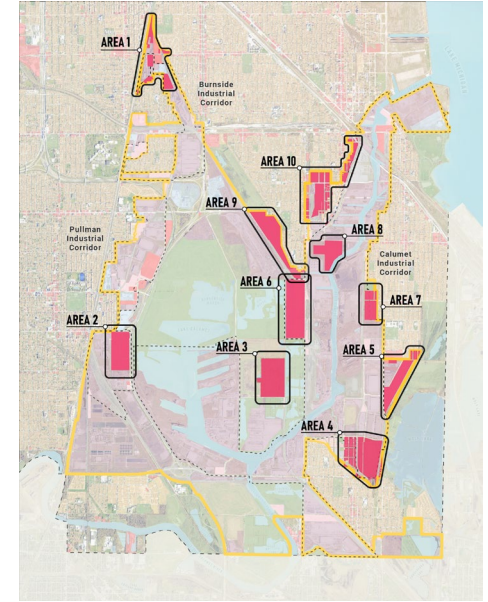 AREA 1
Burnside
Industrial
Corridor
AREA 10
AREA 9
Pullman
Industrial
Corridor
AREA 8
Calumet
Industrial
Corridor
AREA 6
AREA 7
AREA 2
AREA 3
AREA 5
AREA 4